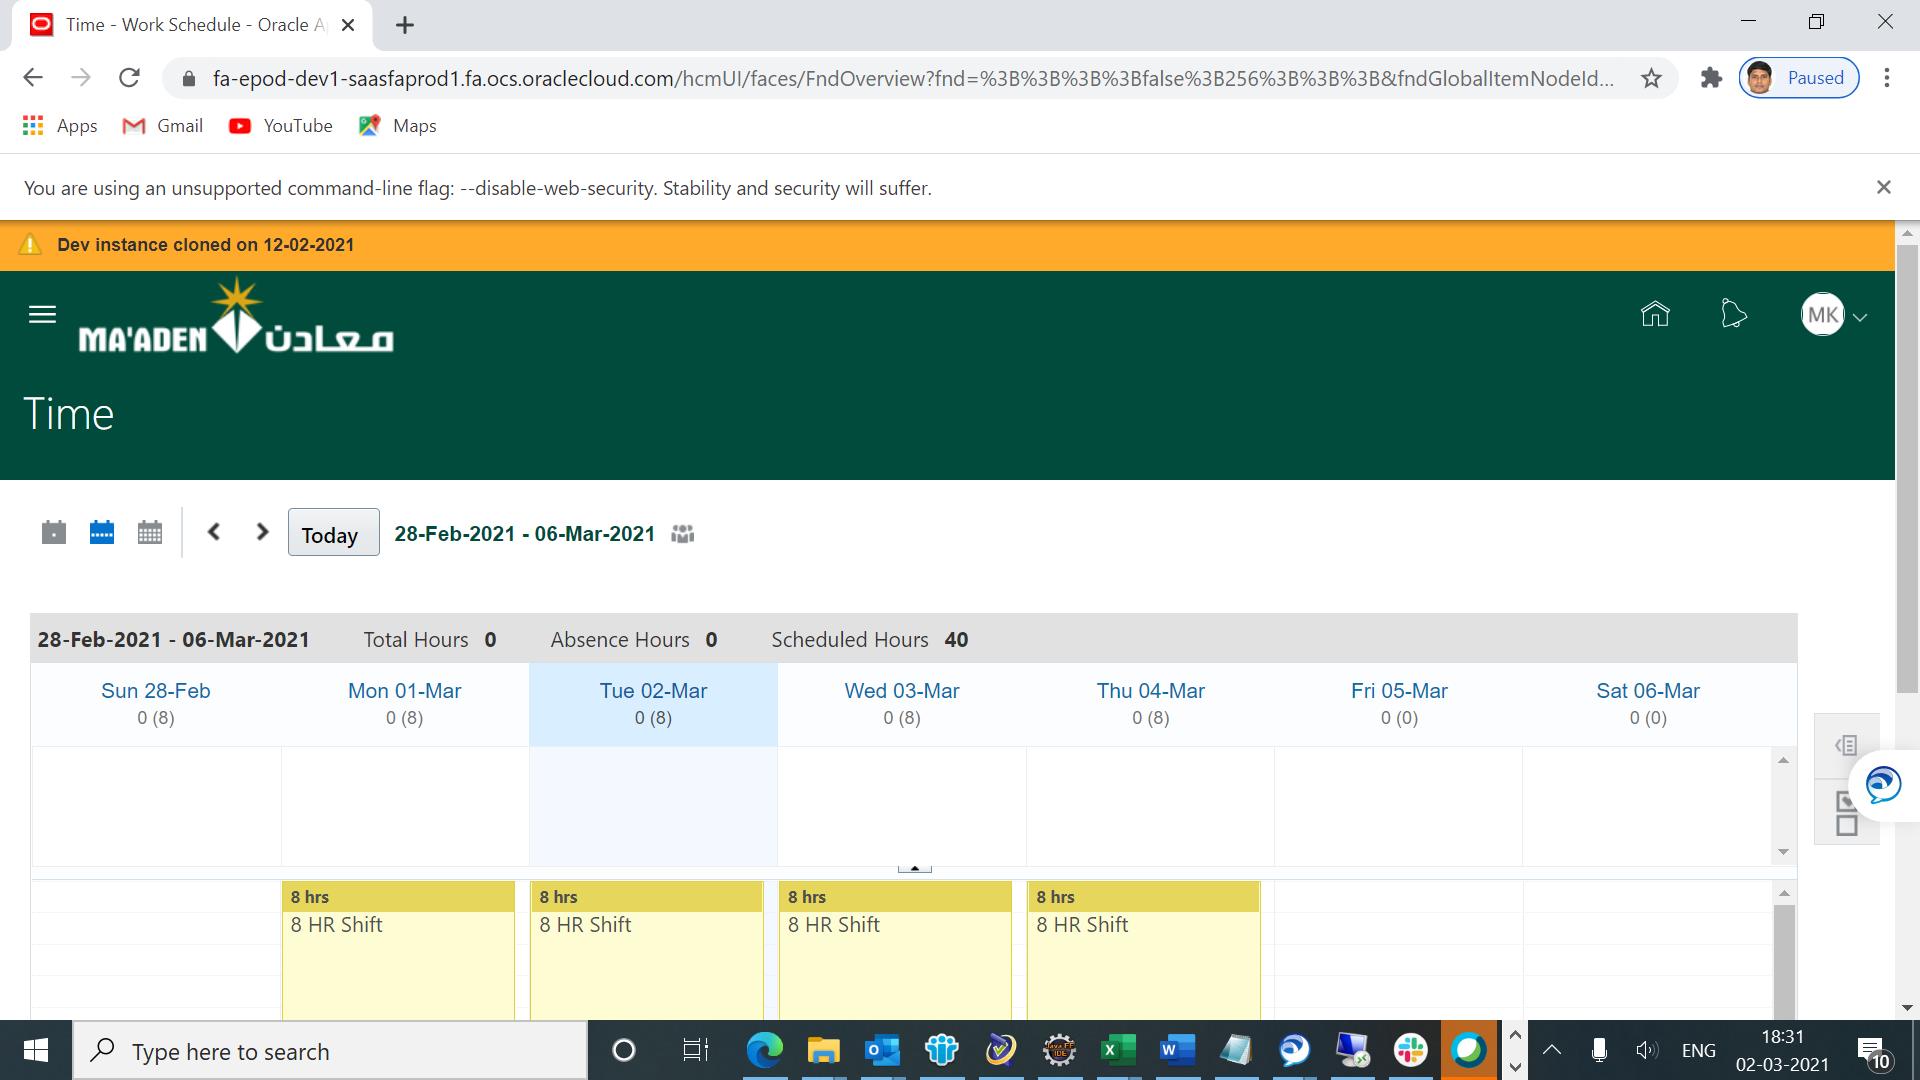 Time - Work Schedule - Oracle A
fa-epod-dev1-saasfaprod1.fa.ocs.oraclecloud.com/hcmUI/faces/FndOverview?fnd=%3B%3B%3B%3Bfalse%3B256%3B%3B%3B&fndGlobalItemNodeId...
Paused
Apps
Gmail
YouTube
Maps
You are using an unsupported command-line flag: --disable-web-security. Stability and security will suffer.
Dev instance cloned on 12-02-2021
MA'ADEN معادن
MK
Time
Today
28-Feb-2021 - 06-Mar-2021
28-Feb-2021 - 06-Mar-2021 Total Hours 0 Absence Hours 0 Scheduled Hours 40
Sun 28-Feb Mon 01-Mar Tue 02-Mar Wed 03-Mar Thu 04-Mar Fri 05-Mar Sat 06-Mar
0 (8) 0 (8) 0 (8) 0 (8) 0 (8) 0 (0) 0 (0)
8 hrs 8 hrs 8 hrs 8 hrs
8 HR Shift 8 HR Shift 8 HR Shift 8 HR Shift
Type here to search
Java EE
IDE
ENG
18:31
02-03-2021
10